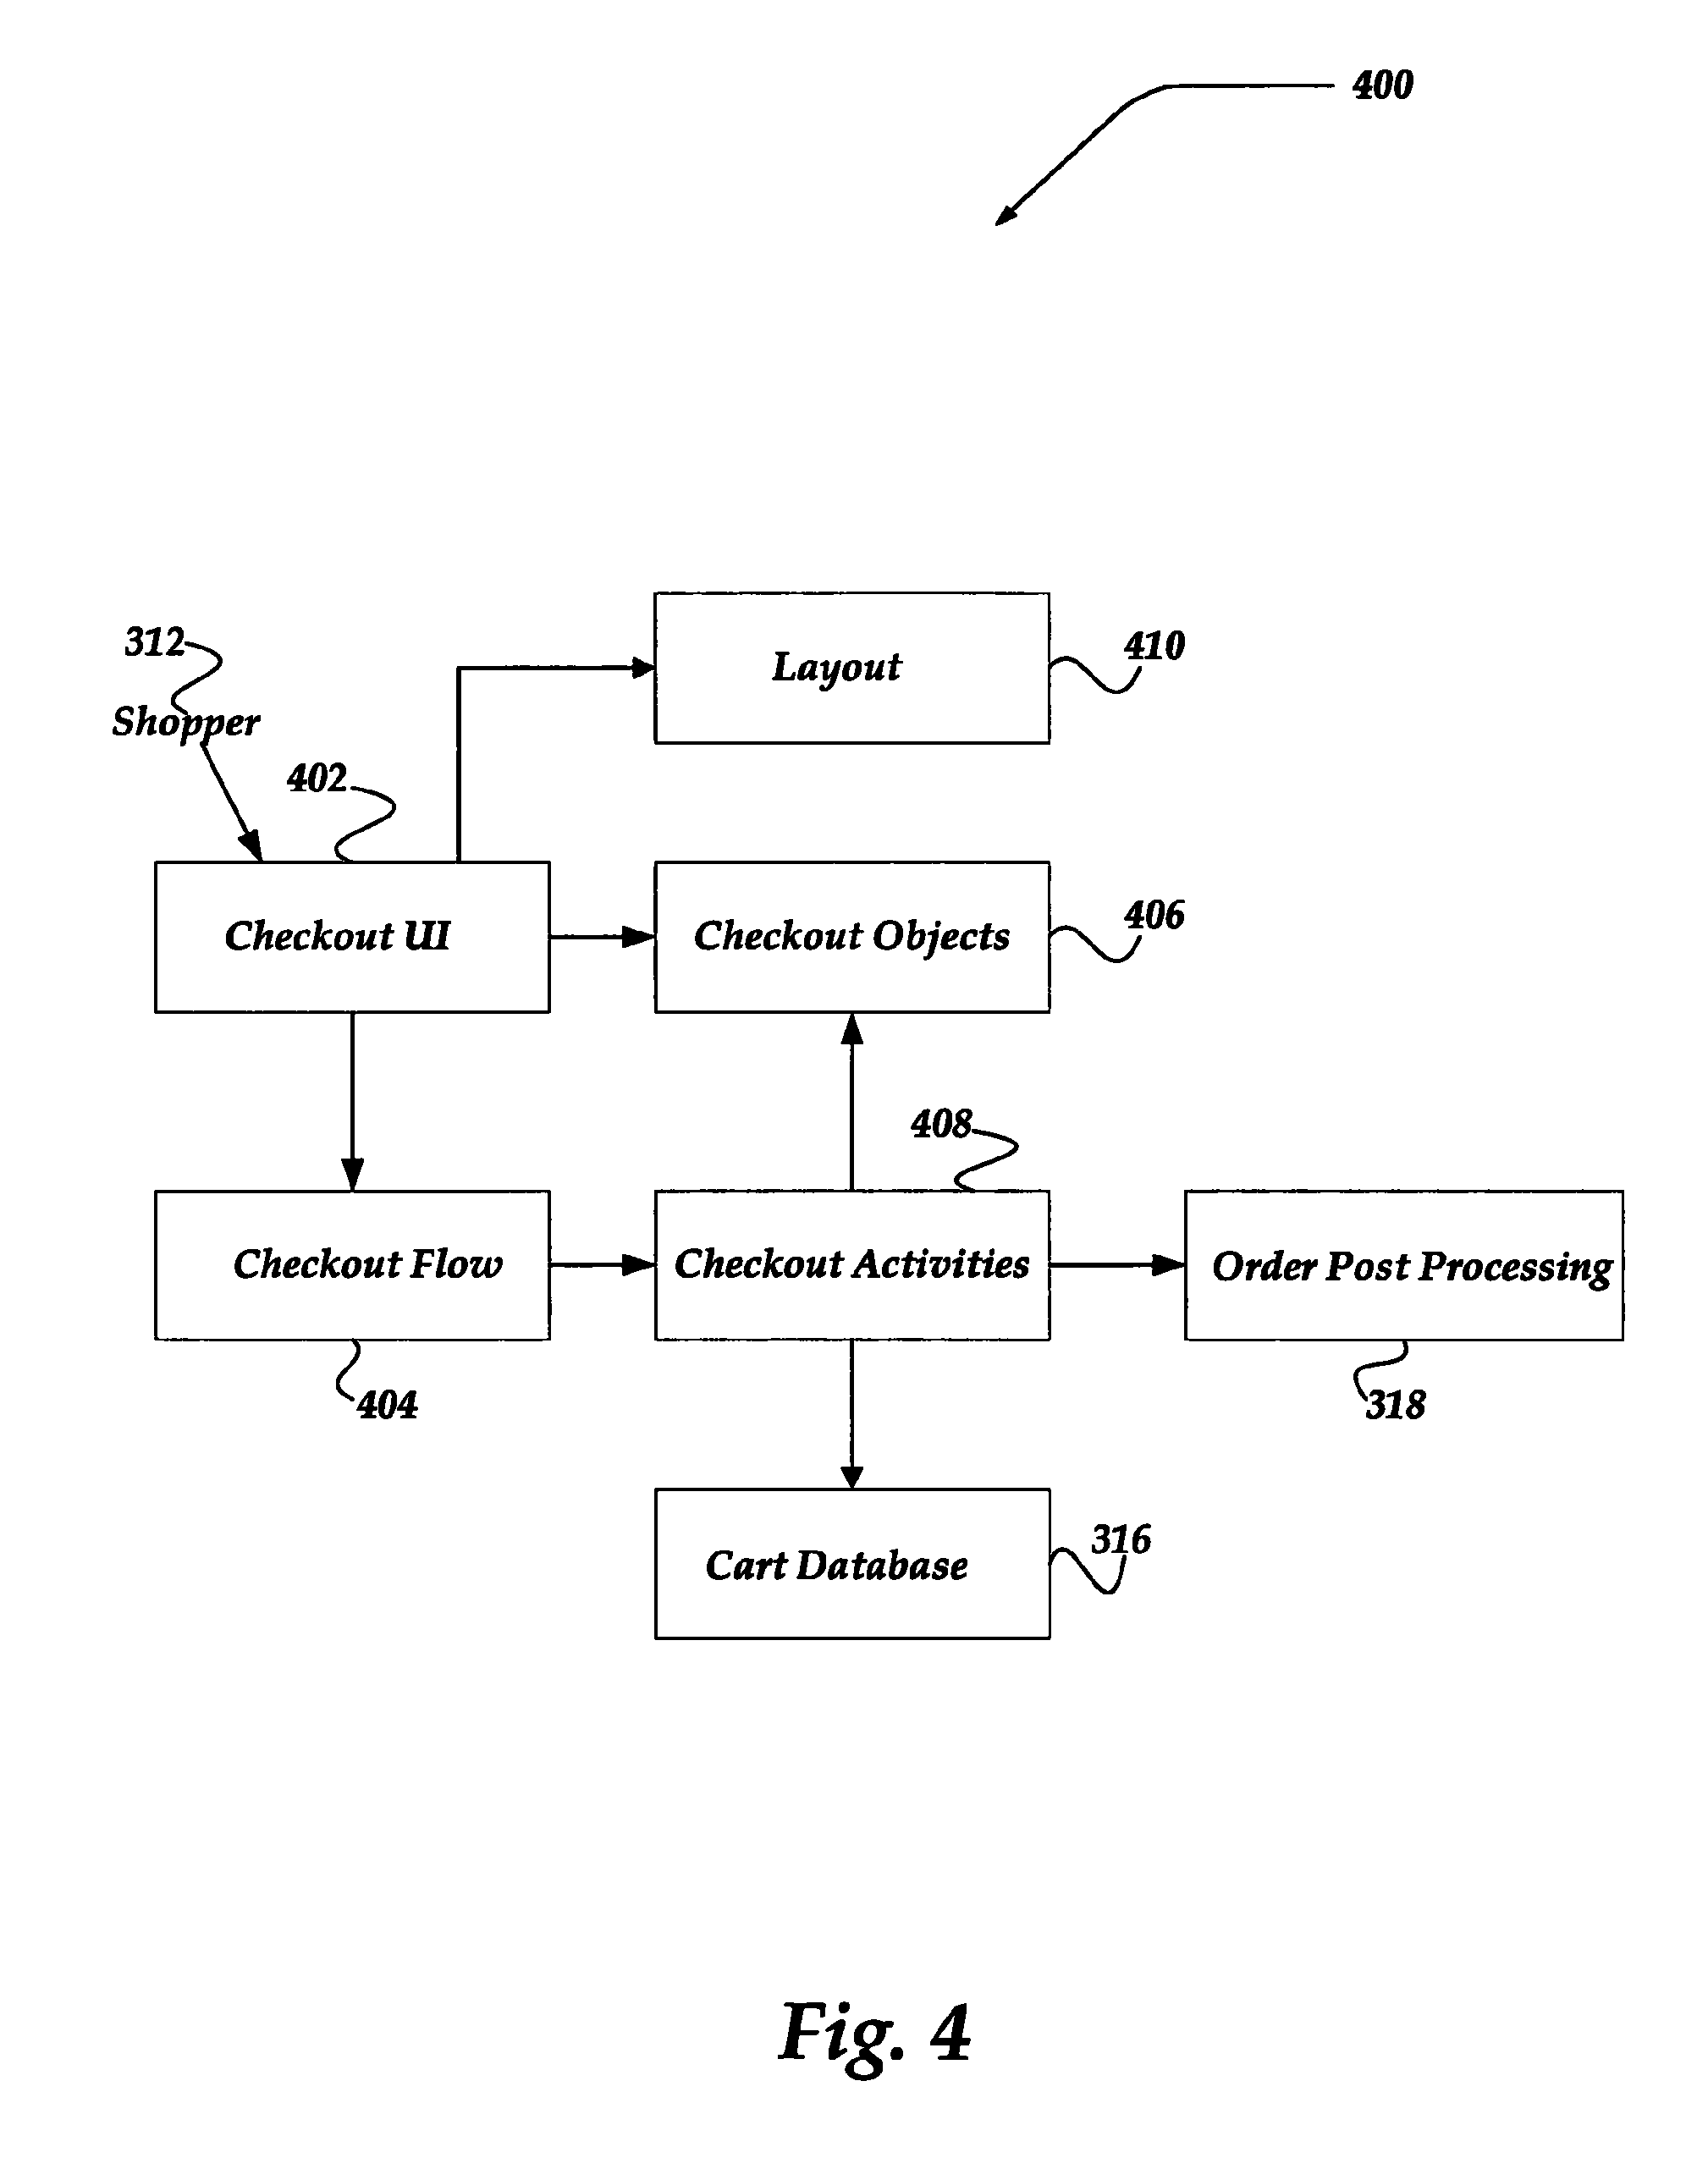 400
312
Shopper
Layout
410
402
Checkout UI
Checkout Objects
406
408
Checkout Flow
Checkout Activities
Order Post Processing
404
318
Cart Database
316
Fig. 4